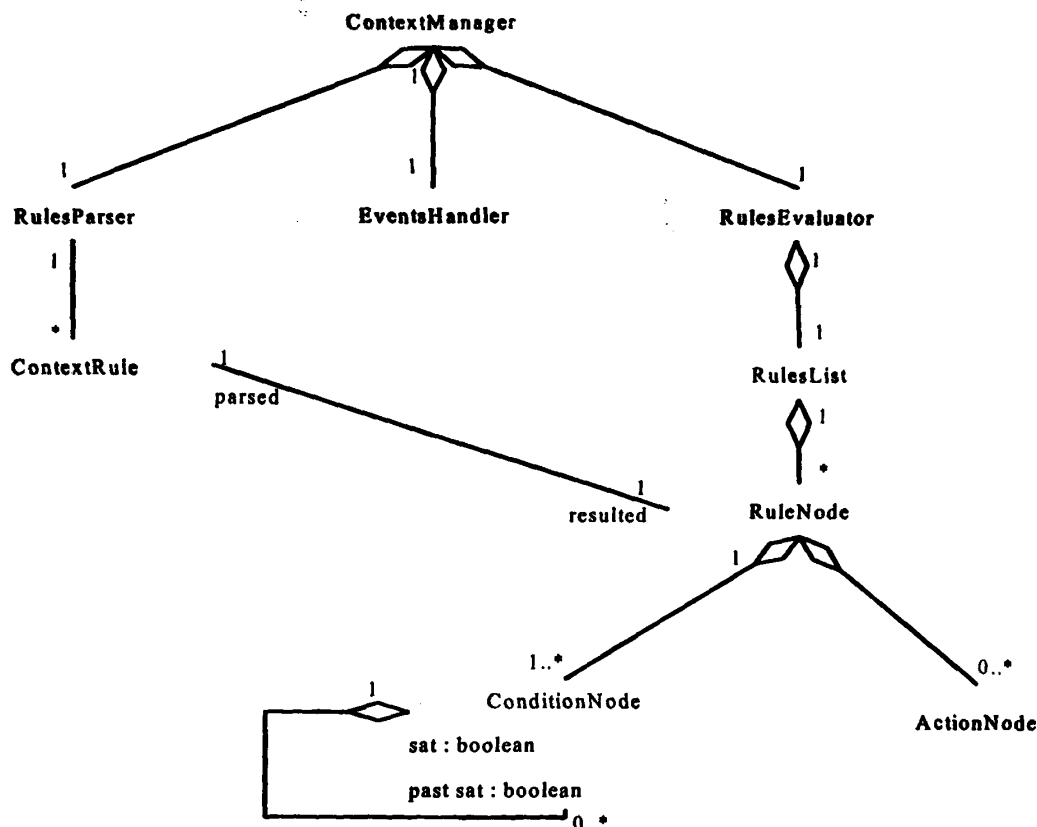 ContextManager
1
1
1
1
RulesParser
EventsHandler
RulesEvaluator
1
1
*
1
ContextRule
1
RulesList
parsed
1
*
1
resulted
RuleNode
1
1..*
0..*
1
ConditionNode
ActionNode
sat : boolean
past sat : boolean
0..*